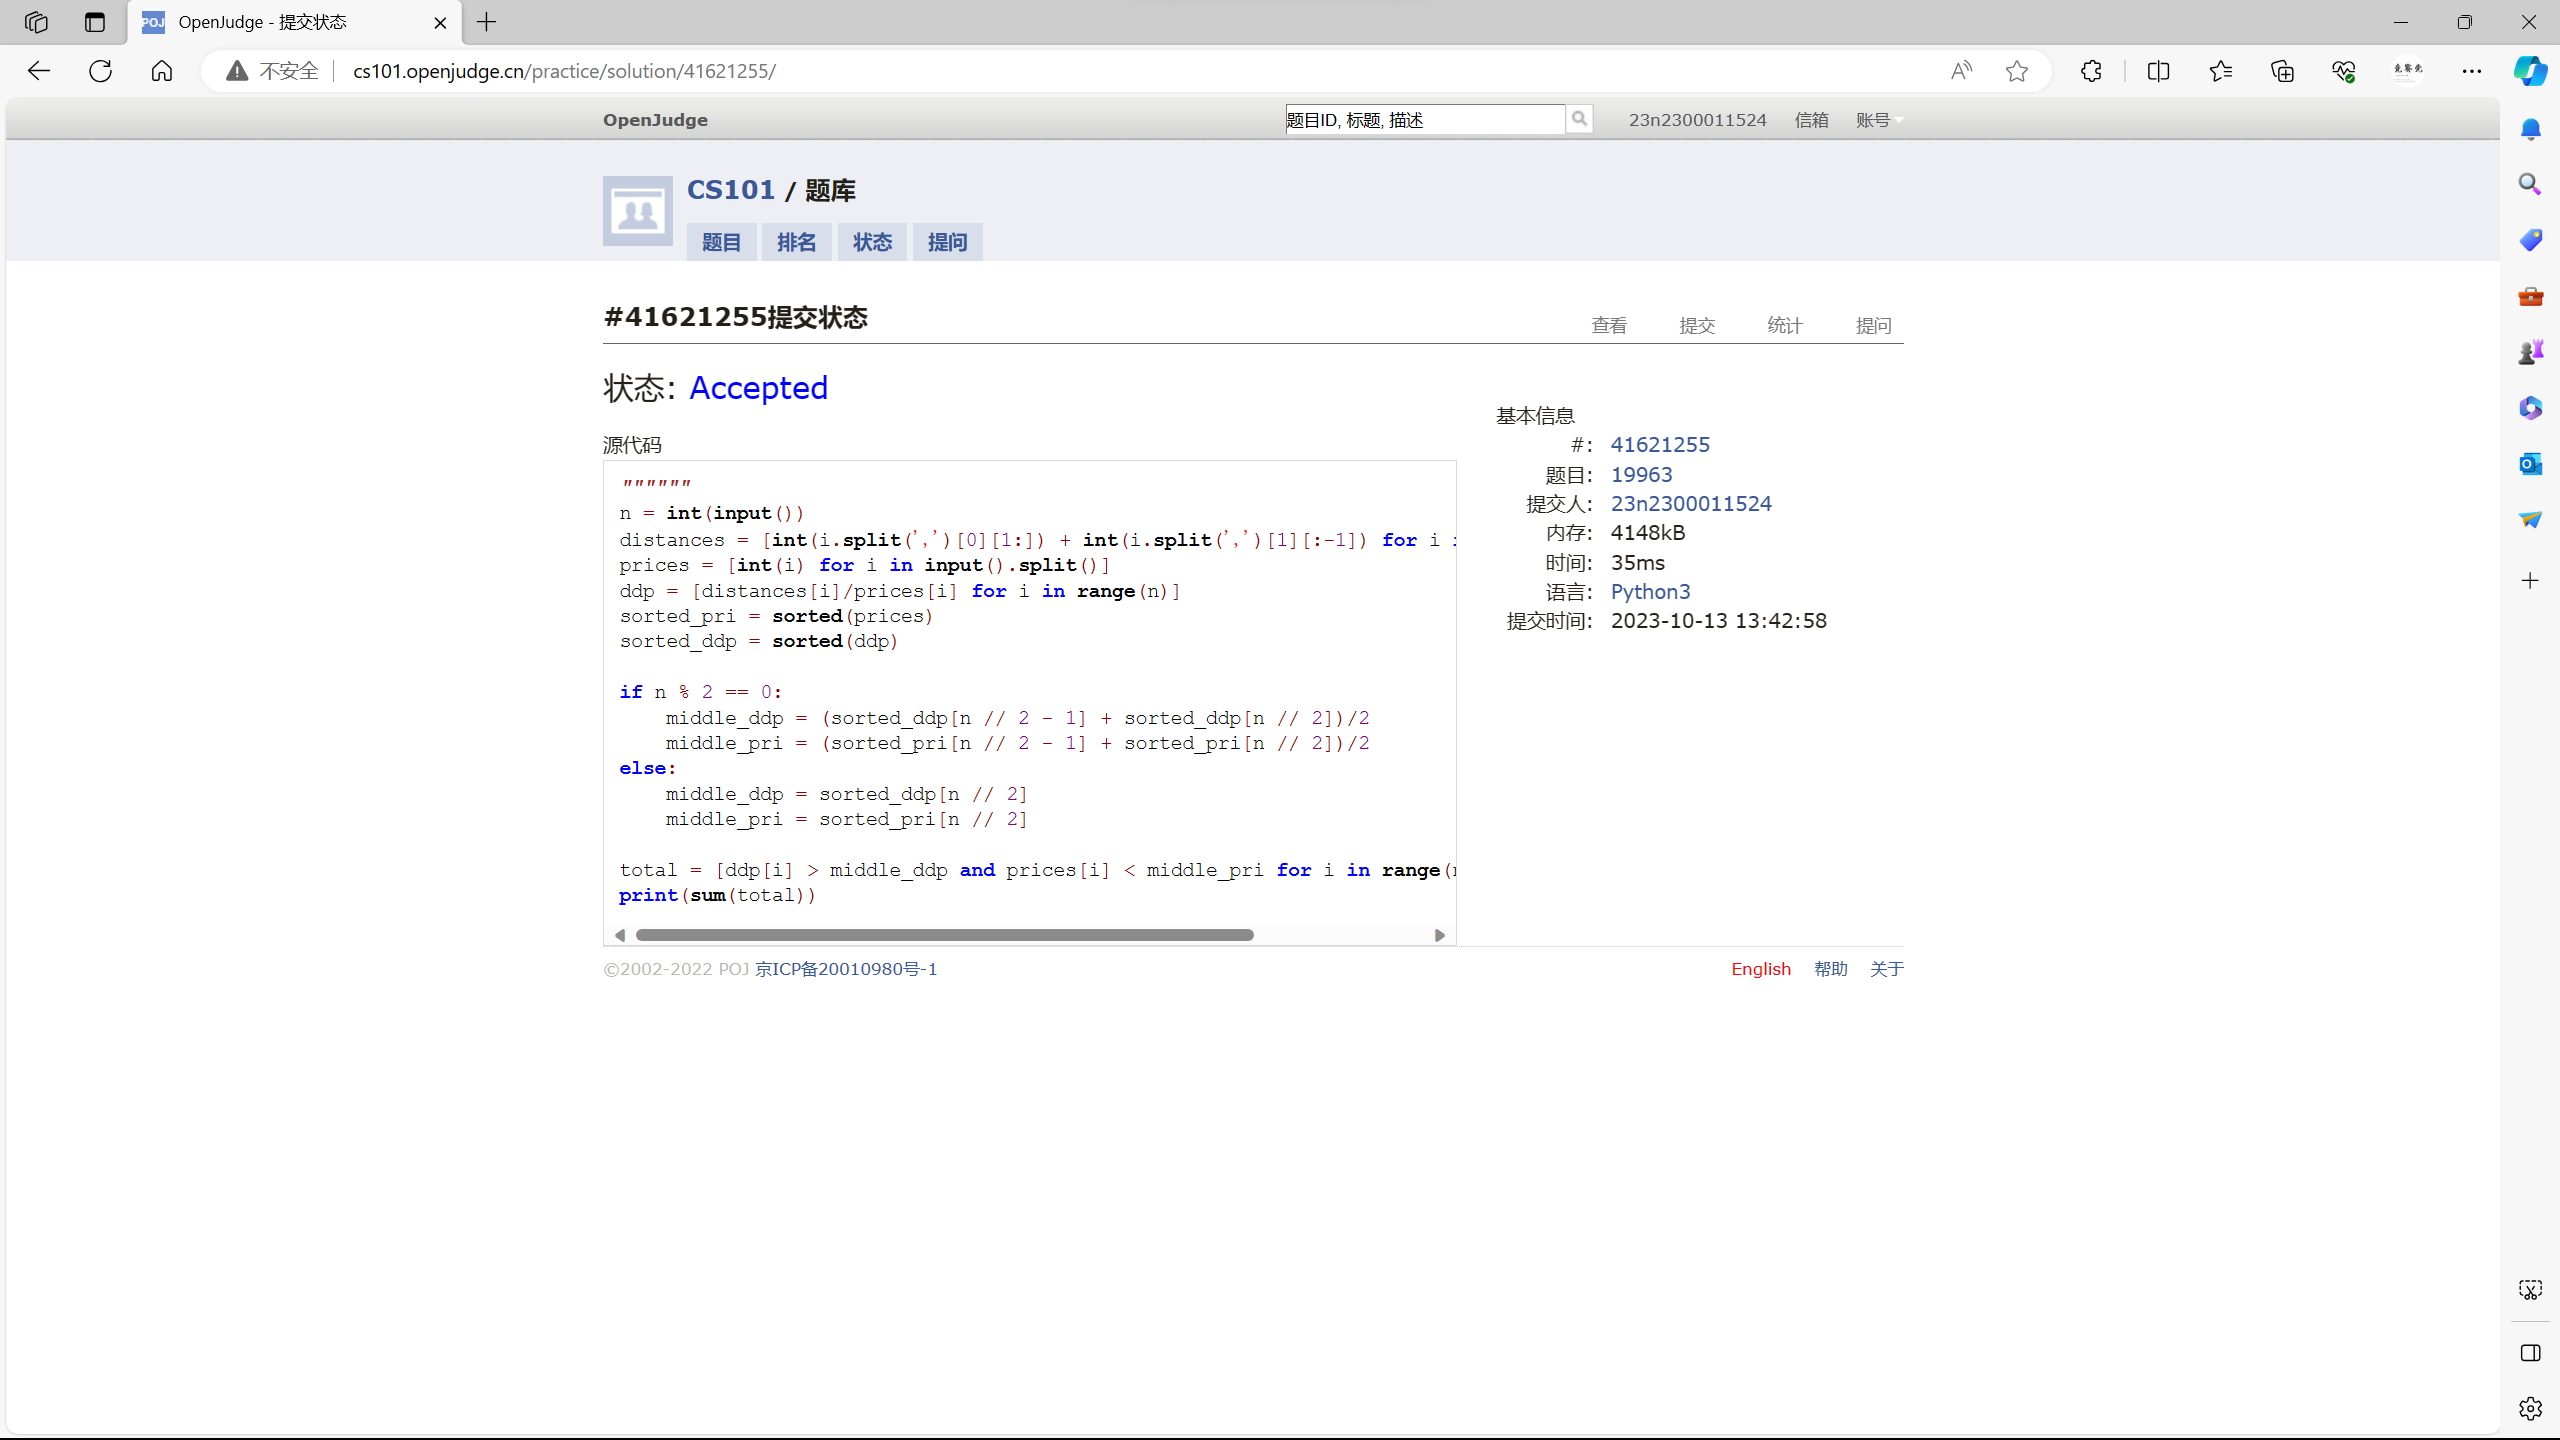 POJ OpenJudge - 提交状态
不安全 cs101.openjudge.cn/practice/solution/41621255/
OpenJudge 题目ID, 标题, 描述 23n2300011524 信箱 账号
CS101 / 题库
题目 排名 状态 提问
#41621255提交状态 查看 提交 统计 提问
状态: Accepted
源代码
""""""
n = int(input())
distances = [int(i.split(',')[0][1:]) + int(i.split(',')[1][:-1]) for i
prices = [int(i) for i in input().split()]
ddp = [distances[i]/prices[i] for i in range(n)]
sorted_pri = sorted(prices)
sorted_ddp = sorted(ddp)
if n % 2 == 0:
    middle_ddp = (sorted_ddp[n // 2 - 1] + sorted_ddp[n // 2])/2
    middle_pri = (sorted_pri[n // 2 - 1] + sorted_pri[n // 2])/2
else:
    middle_ddp = sorted_ddp[n // 2]
    middle_pri = sorted_pri[n // 2]
total = [ddp[i] > middle_ddp and prices[i] < middle_pri for i in range(
print(sum(total))
基本信息
#: 41621255
题目: 19963
提交人: 23n2300011524
内存: 4148kB
时间: 35ms
语言: Python3
提交时间: 2023-10-13 13:42:58
©2002-2022 POJ 京ICP备20010980号-1 English 帮助 关于